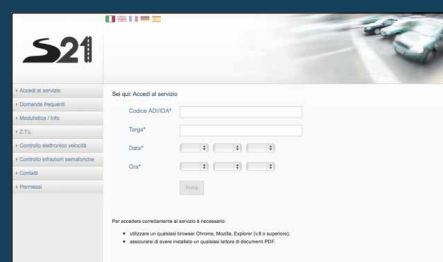 S21
› Accedi al servizio
› Domande frequenti
› Modulistica / Info
› Z.T.L.
› Controllo elettronico velocità
› Controllo infrazioni semaforiche
› Contatti
› Permessi
Sei qui: Accedi al servizio
Codice ADI/IDA*
Targa*
Data*
Ora*
Invia
Per accedere correttamente al servizio è necessario:
• utilizzare un qualsiasi browser Chrome, Mozilla, Explorer (v.8 o superiore);
• assicurarsi di avere installato un qualsiasi lettore di documenti PDF.